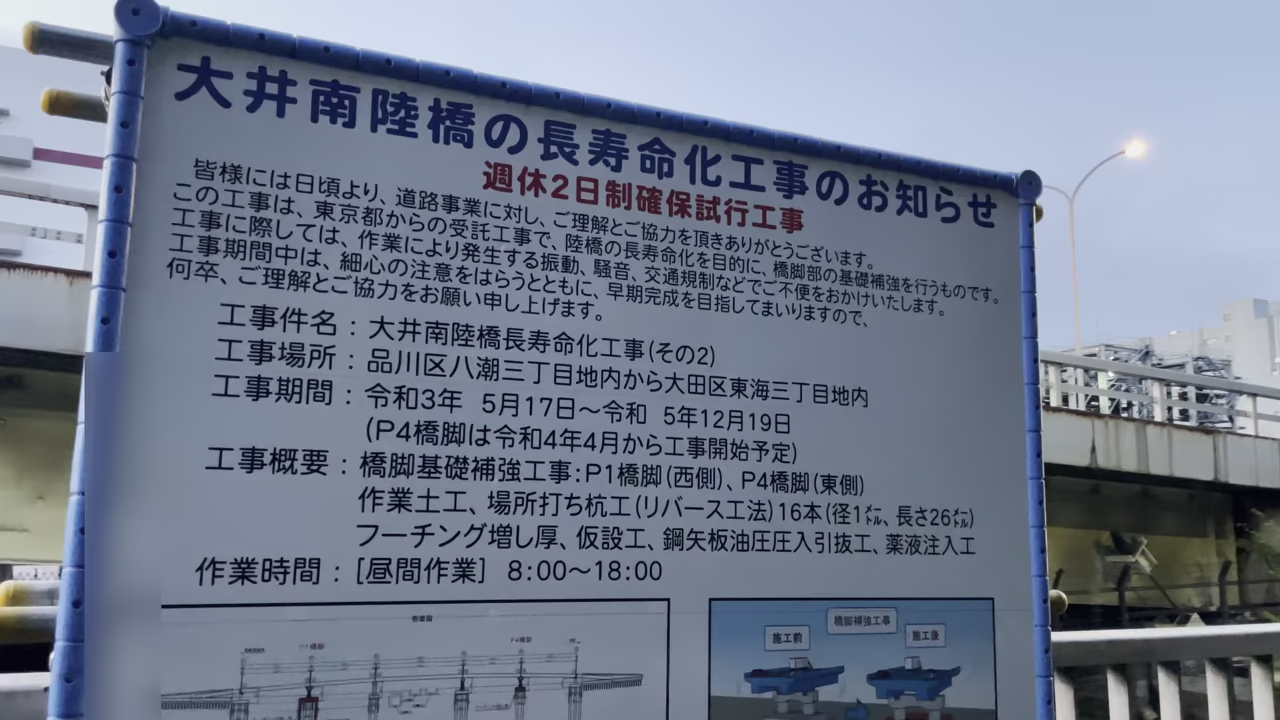 大井南陸橋の長寿命化工事のお知らせ
週休2日制確保試行工事
皆様には日頃より、道路事業に対し、ご理解とご協力を頂きありがとうございます。
この工事は、東京都からの受託工事で、陸橋の長寿命化を目的に、橋脚部の基礎補強を行うものです。
工事に際しては、作業により発生する振動、騒音、交通規制などでご不便をおかけいたします。
工事期間中は、細心の注意をはらうとともに、早期完成を目指してまいりますので、
何卒、ご理解とご協力をお願い申し上げます。
工事件名：大井南陸橋長寿命化工事(その2)
工事場所：品川区八潮三丁目地内から大田区東海三丁目地内
工事期間：令和3年 5月17日～令和 5年12月19日
(P4橋脚は令和4年4月から工事開始予定)
工事概要：橋脚基礎補強工事:P1橋脚(西側)、P4橋脚(東側)
作業土工、場所打ち杭工(リバース工法)16本(径1㍍、長さ26㍍)
フーチング増し厚、仮設工、鋼矢板油圧圧入引抜工、薬液注入工
作業時間：[昼間作業] 8:00～18:00
側面図
P1橋脚
P4橋脚
橋脚補強工事
施工前
施工後